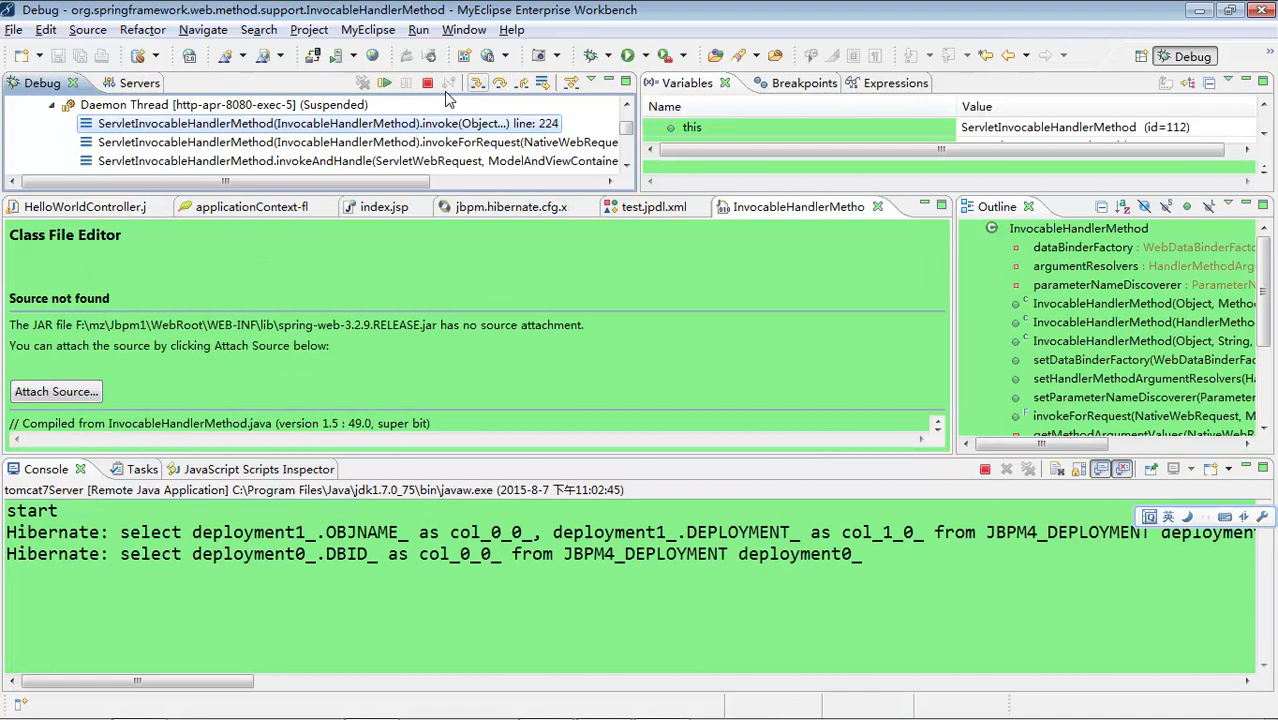 Debug - org.springframework.web.method.support.InvocableHandlerMethod - MyEclipse Enterprise Workbench
File Edit Source Refactor Navigate Search Project MyEclipse Run Window Help
Debug
Debug Servers
Daemon Thread [http-apr-8080-exec-5] (Suspended)
ServletInvocableHandlerMethod(InvocableHandlerMethod).invoke(Object...) line: 224
ServletInvocableHandlerMethod(InvocableHandlerMethod).invokeForRequest(NativeWebReque
ServletInvocableHandlerMethod.invokeAndHandle(ServletWebRequest, ModelAndViewContaine
Variables Breakpoints Expressions
Name Value
this ServletInvocableHandlerMethod (id=112)
HelloWorldController.j applicationContext-fl index.jsp jbpm.hibernate.cfg.x test.jpdl.xml InvocableHandlerMetho
Class File Editor
Source not found
The JAR file F:\mz\Jbpm1\WebRoot\WEB-INF\lib\spring-web-3.2.9.RELEASE.jar has no source attachment.
You can attach the source by clicking Attach Source below:
Attach Source...
// Compiled from InvocableHandlerMethod.java (version 1.5 : 49.0, super bit)
Outline
InvocableHandlerMethod
dataBinderFactory : WebDataBinderFacto
argumentResolvers : HandlerMethodArg
parameterNameDiscoverer : Parameter
InvocableHandlerMethod(Object, Metho
InvocableHandlerMethod(HandlerMetho
InvocableHandlerMethod(Object, String,
setDataBinderFactory(WebDataBinderFac
setHandlerMethodArgumentResolvers(Ha
setParameterNameDiscoverer(Parameter
invokeForRequest(NativeWebRequest, M
getMethodArgumentValues(NativeWebR
Console Tasks JavaScript Scripts Inspector
tomcat7Server [Remote Java Application] C:\Program Files\Java\jdk1.7.0_75\bin\javaw.exe (2015-8-7 下午11:02:45)
start
Hibernate: select deployment1_.OBJNAME_ as col_0_0_, deployment1_.DEPLOYMENT_ as col_1_0_ from JBPM4_DEPLOYMENT deploymen
Hibernate: select deployment0_.DBID_ as col_0_0_ from JBPM4_DEPLOYMENT deployment0_
英